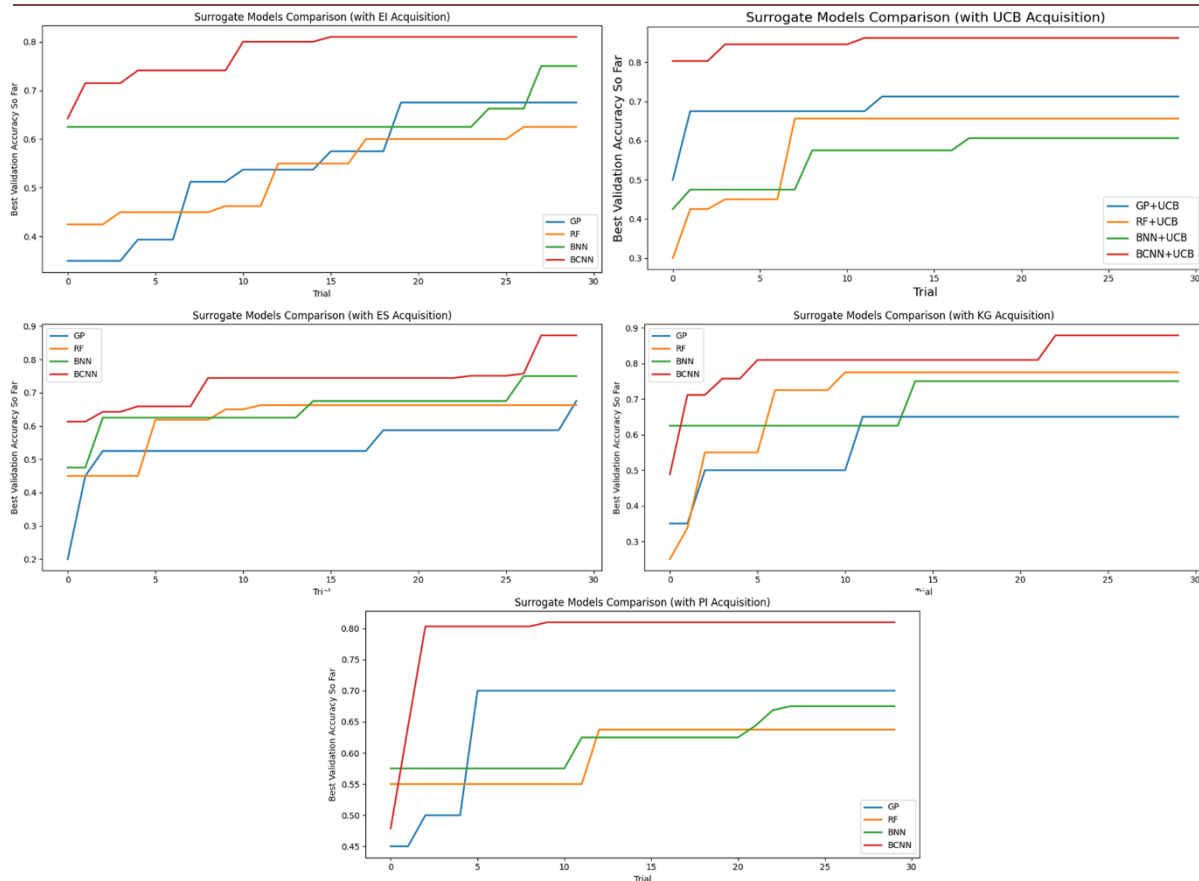 Surrogate Models Comparison (with EI Acquisition)
Best Validation Accuracy So Far
0.8
0.7
0.6
0.5
0.4
0
5
10
15
20
25
30
Trial
GP
RF
BNN
BCNN
Surrogate Models Comparison (with UCB Acquisition)
Best Validation Accuracy So Far
0.8
0.7
0.6
0.5
0.4
0.3
0
5
10
15
20
25
30
Trial
GP+UCB
RF+UCB
BNN+UCB
BCNN+UCB
Surrogate Models Comparison (with ES Acquisition)
Best Validation Accuracy So Far
0.9
0.8
0.7
0.6
0.5
0.4
0.3
0.2
0
5
10
15
20
25
30
Trial
GP
RF
BNN
BCNN
Surrogate Models Comparison (with KG Acquisition)
Best Validation Accuracy So Far
0.9
0.8
0.7
0.6
0.5
0.4
0.3
0
5
10
15
20
25
30
Trial
GP
RF
BNN
BCNN
Surrogate Models Comparison (with PI Acquisition)
Best Validation Accuracy So Far
0.80
0.75
0.70
0.65
0.60
0.55
0.50
0.45
0
5
10
15
20
25
30
Trial
GP
RF
BNN
BCNN